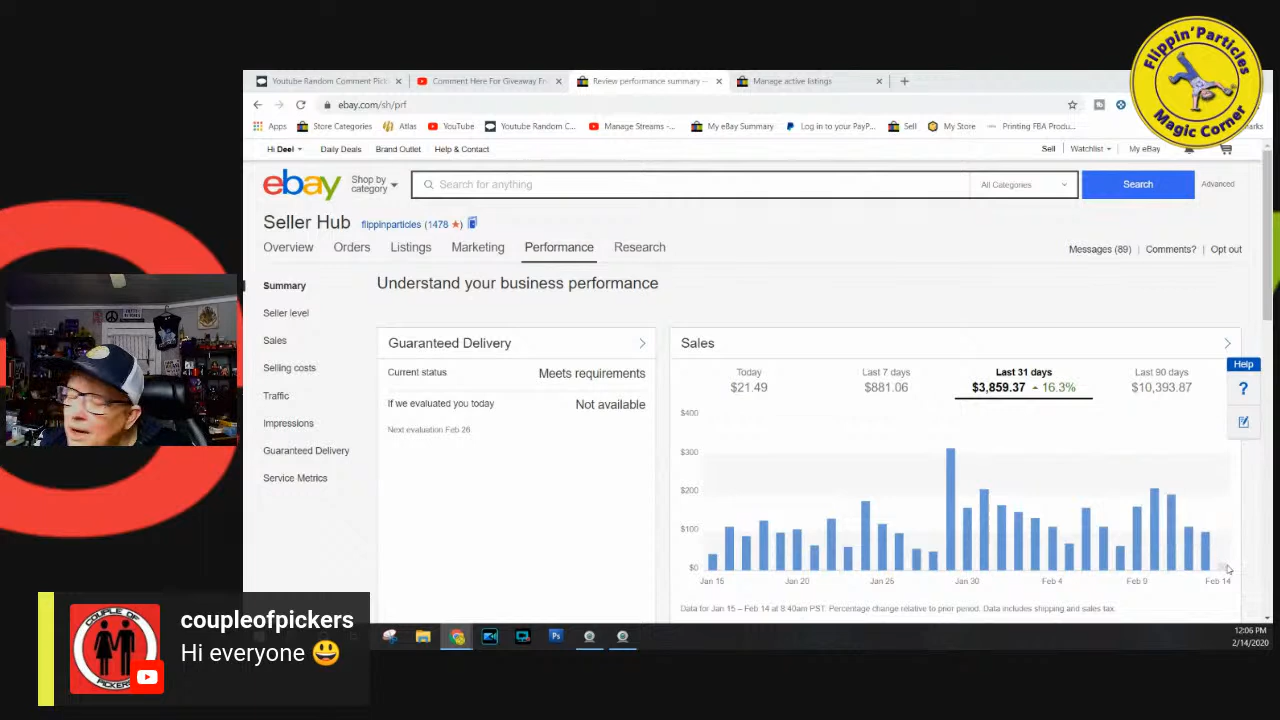 Flippin'Particles
Magic Corner
Youtube Random Comment Pick
Comment Here For Giveaway En
Review performance summary --
Manage active listings
ebay.com/sh/prf
Apps
Store Categories
Atlas
YouTube
Youtube Random C...
Manage Streams -...
My eBay Summary
Log in to your PayP...
Sell
My Store
Printing FBA Produ...
Hi Dee!
Daily Deals
Brand Outlet
Help & Contact
Sell
Watchlist
My eBay
ebay
Shop by
category
Search for anything
All Categories
Search
Advanced
Seller Hub
flippinparticles (1478)
Overview
Orders
Listings
Marketing
Performance
Research
Messages (89)
Comments?
Opt out
Summary
Seller level
Sales
Selling costs
Traffic
Impressions
Guaranteed Delivery
Service Metrics
Understand your business performance
Guaranteed Delivery
Current status
Meets requirements
If we evaluated you today
Not available
Next evaluation Feb 26
Sales
Today
$21.49
Last 7 days
$881.06
Last 31 days
$3,859.37 16.3%
Last 90 days
$10,393.87
$400
$300
$200
$100
$0
Jan 15
Jan 20
Jan 25
Jan 30
Feb 4
Feb 9
Feb 14
Data for Jan 15 – Feb 14 at 8:40am PST. Percentage change relative to prior period. Data includes shipping and sales tax.
Help
?
12:06 PM
2/14/2020
COUPLE OF
PICKERS
coupleofpickers
Hi everyone 😃